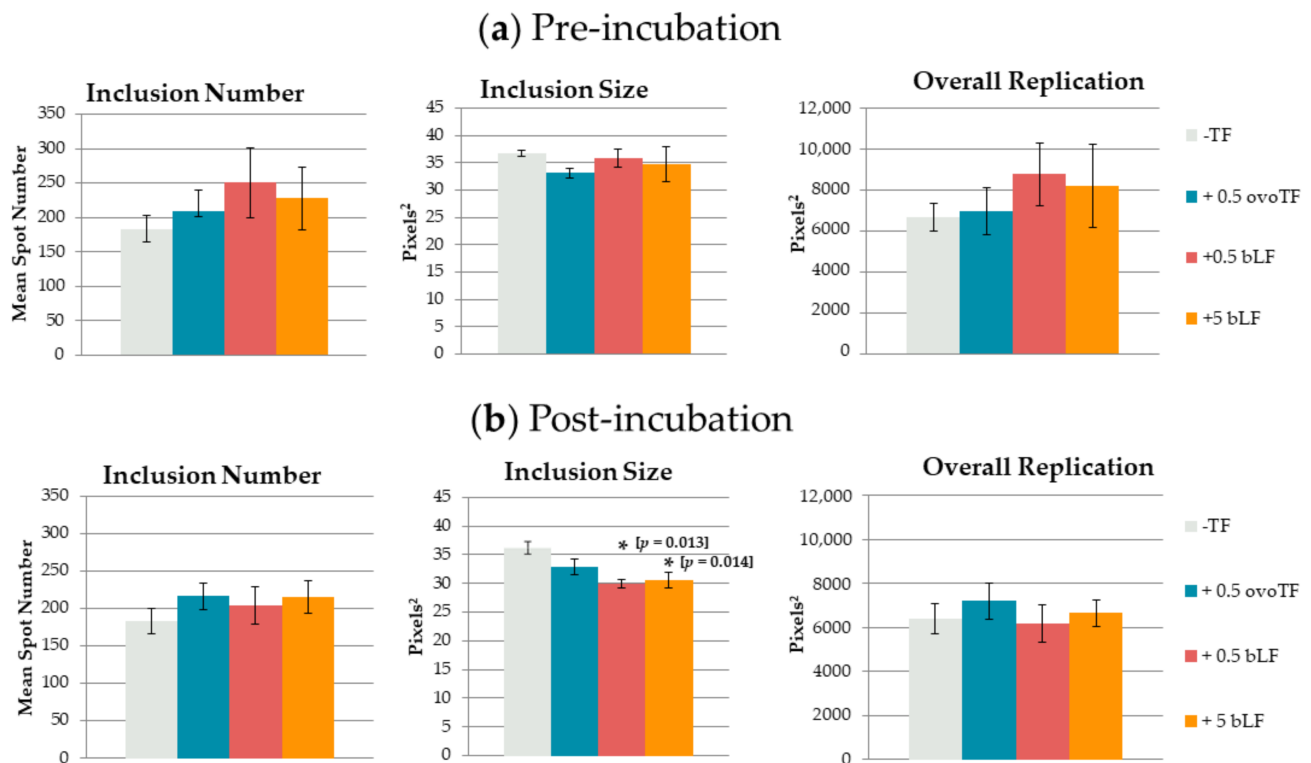 (a) Pre-incubation
Inclusion Number
Mean Spot Number
350
300
250
200
150
100
50
0
Inclusion Size
Pixels²
45
40
35
30
25
20
15
10
5
0
Overall Replication
Pixels²
12,000
10,000
8000
6000
4000
2000
0
-TF
+ 0.5 ovoTF
+0.5 bLF
+5 bLF
(b) Post-incubation
Inclusion Number
Mean Spot Number
350
300
250
200
150
100
50
0
Inclusion Size
Pixels²
45
40
35
30
25
20
15
10
5
0
* [p = 0.013]
* [p = 0.014]
Overall Replication
Pixels²
12,000
10,000
8000
6000
4000
2000
0
-TF
+ 0.5 ovoTF
+ 0.5 bLF
+ 5 bLF